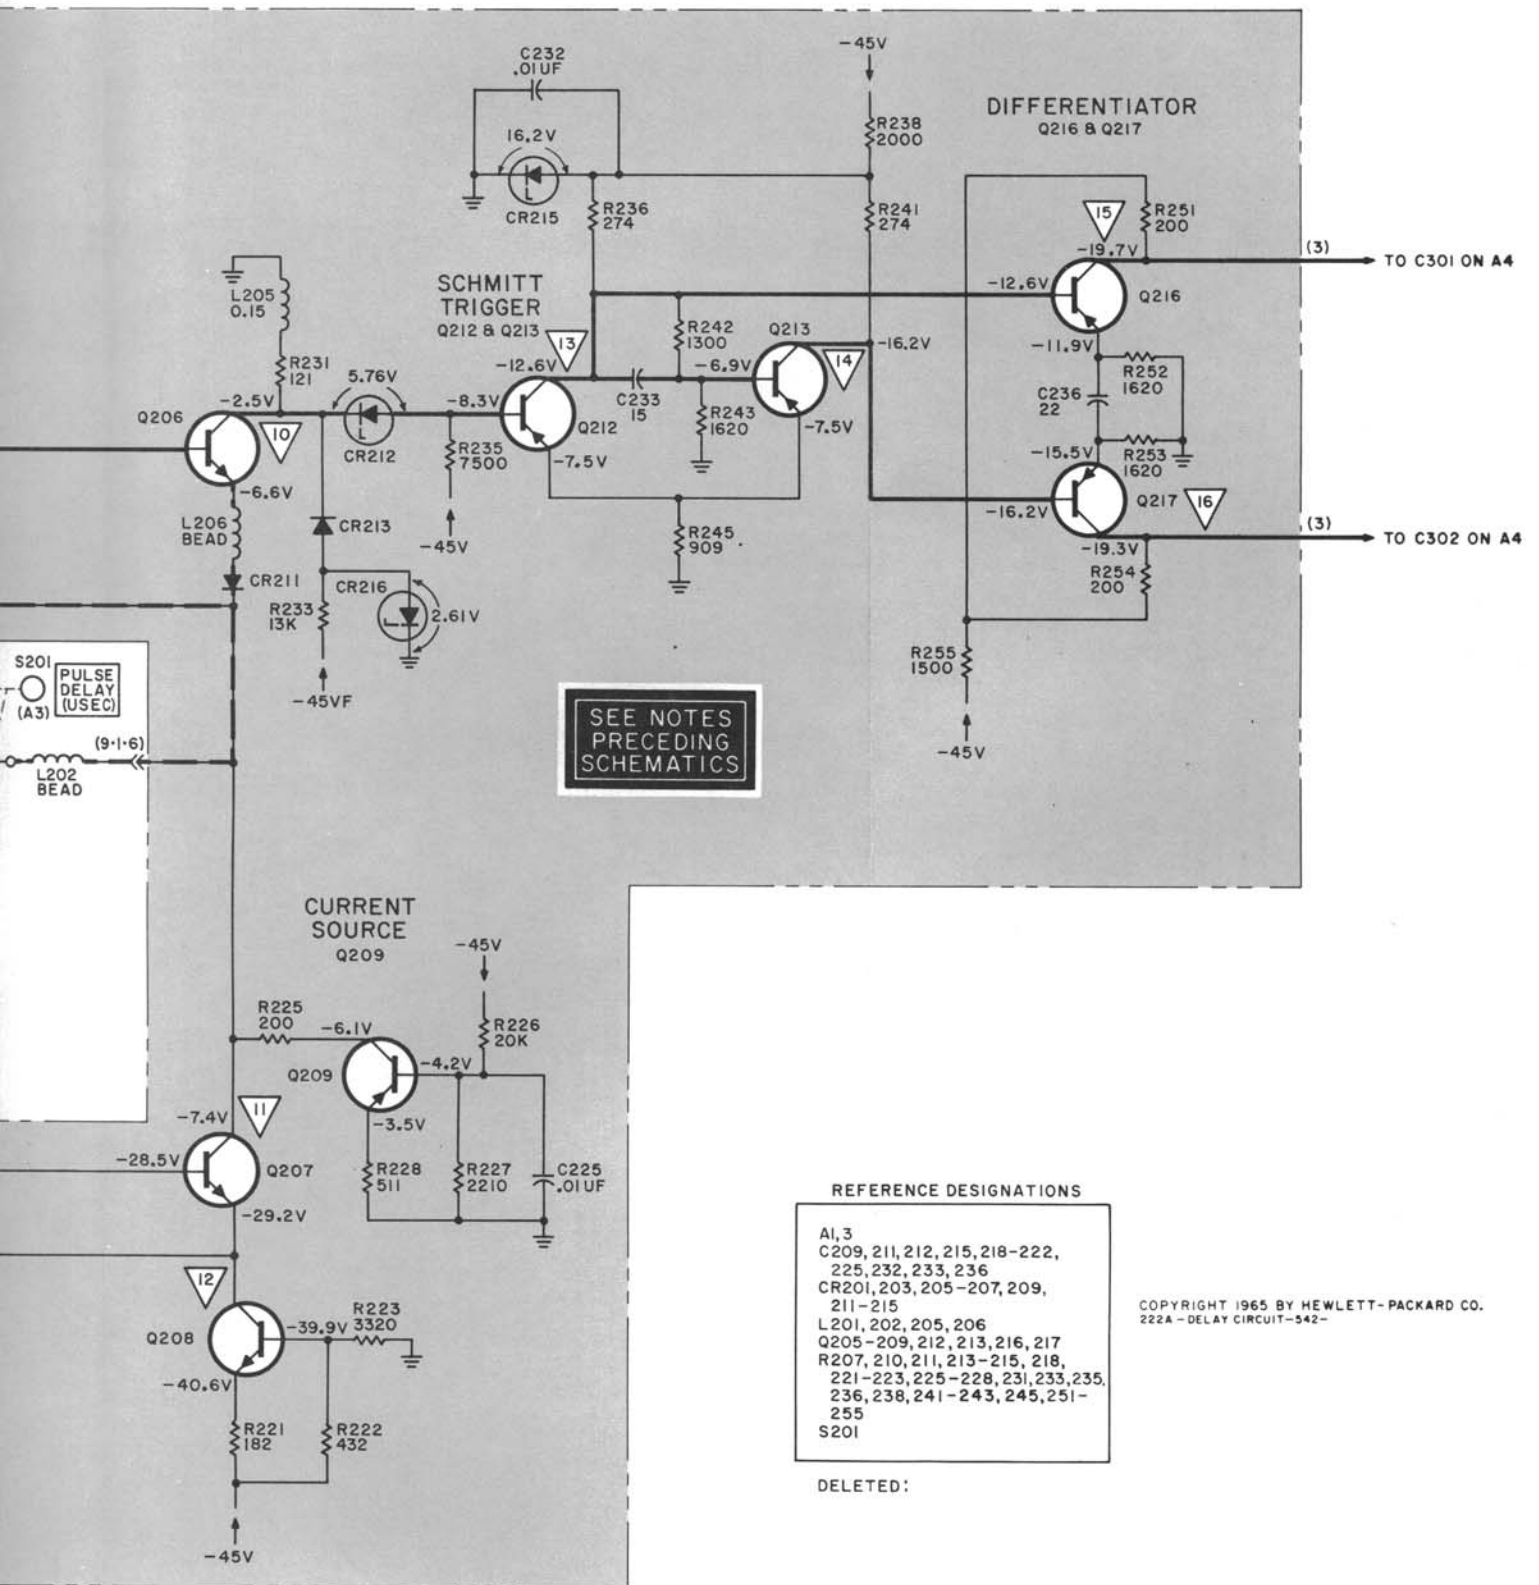 C232
.01UF
-45V
16.2V
CR215
R238
2000
DIFFERENTIATOR
Q216 & Q217
R236
274
R241
274
15
R251
200
-19.7V
(3)
TO C301 ON A4
-12.6V
Q216
L205
0.15
SCHMITT
TRIGGER
Q212 & Q213
13
R242
1300
Q213
14
-16.2V
-11.9V
R252
1620
R231
121
5.76V
-12.6V
-6.9V
C236
22
Q206
-2.5V
10
CR212
-8.3V
R235
7500
Q212
C233
15
R243
1620
-7.5V
-7.5V
R253
1620
-15.5V
-6.6V
Q217
16
-16.2V
(3)
TO C302 ON A4
-19.3V
R254
200
L206
BEAD
CR213
-45V
R245
909
CR211
CR216
R233
13K
2.61V
-45VF
R255
1500
-45V
S201
(A3)
PULSE
DELAY
(USEC)
(9·1·6)
L202
BEAD
SEE NOTES
PRECEDING
SCHEMATICS
CURRENT
SOURCE
Q209
-45V
R225
200
-6.1V
R226
20K
Q209
-4.2V
-3.5V
-7.4V
11
-28.5V
Q207
R228
511
R227
2210
C225
.01UF
-29.2V
12
Q208
-39.9V
R223
3320
-40.6V
R221
182
R222
432
-45V
REFERENCE DESIGNATIONS
A1,3
C209, 211, 212, 215, 218-222,
225, 232, 233, 236
CR201, 203, 205-207, 209,
211-215
L201, 202, 205, 206
Q205-209, 212, 213, 216, 217
R207, 210, 211, 213-215, 218,
221-223, 225-228, 231, 233, 235,
236, 238, 241-243, 245, 251-
255
S201
DELETED:
COPYRIGHT 1965 BY HEWLETT-PACKARD CO.
222A-DELAY CIRCUIT-542-